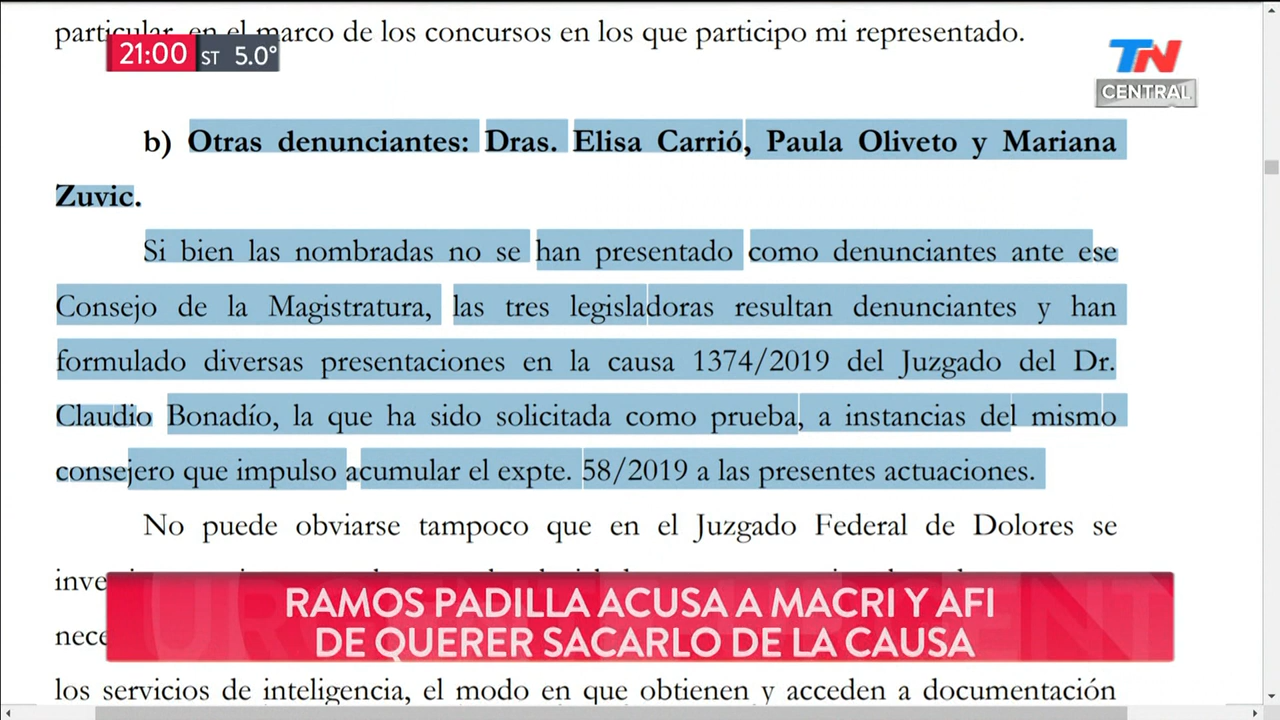 particular, en el marco de los concursos en los que participo mi representado.
21:00 ST 5.0°
TN
CENTRAL
b) Otras denunciantes: Dras. Elisa Carrió, Paula Oliveto y Mariana
Zuvic.
Si bien las nombradas no se han presentado como denunciantes ante ese
Consejo de la Magistratura, las tres legisladoras resultan denunciantes y han
formulado diversas presentaciones en la causa 1374/2019 del Juzgado del Dr.
Claudio Bonadío, la que ha sido solicitada como prueba, a instancias del mismo
consejero que impulso acumular el expte. 58/2019 a las presentes actuaciones.
No puede obviarse tampoco que en el Juzgado Federal de Dolores se
RAMOS PADILLA ACUSA A MACRI Y AFI
DE QUERER SACARLO DE LA CAUSA
los servicios de inteligencia, el modo en que obtienen y acceden a documentación